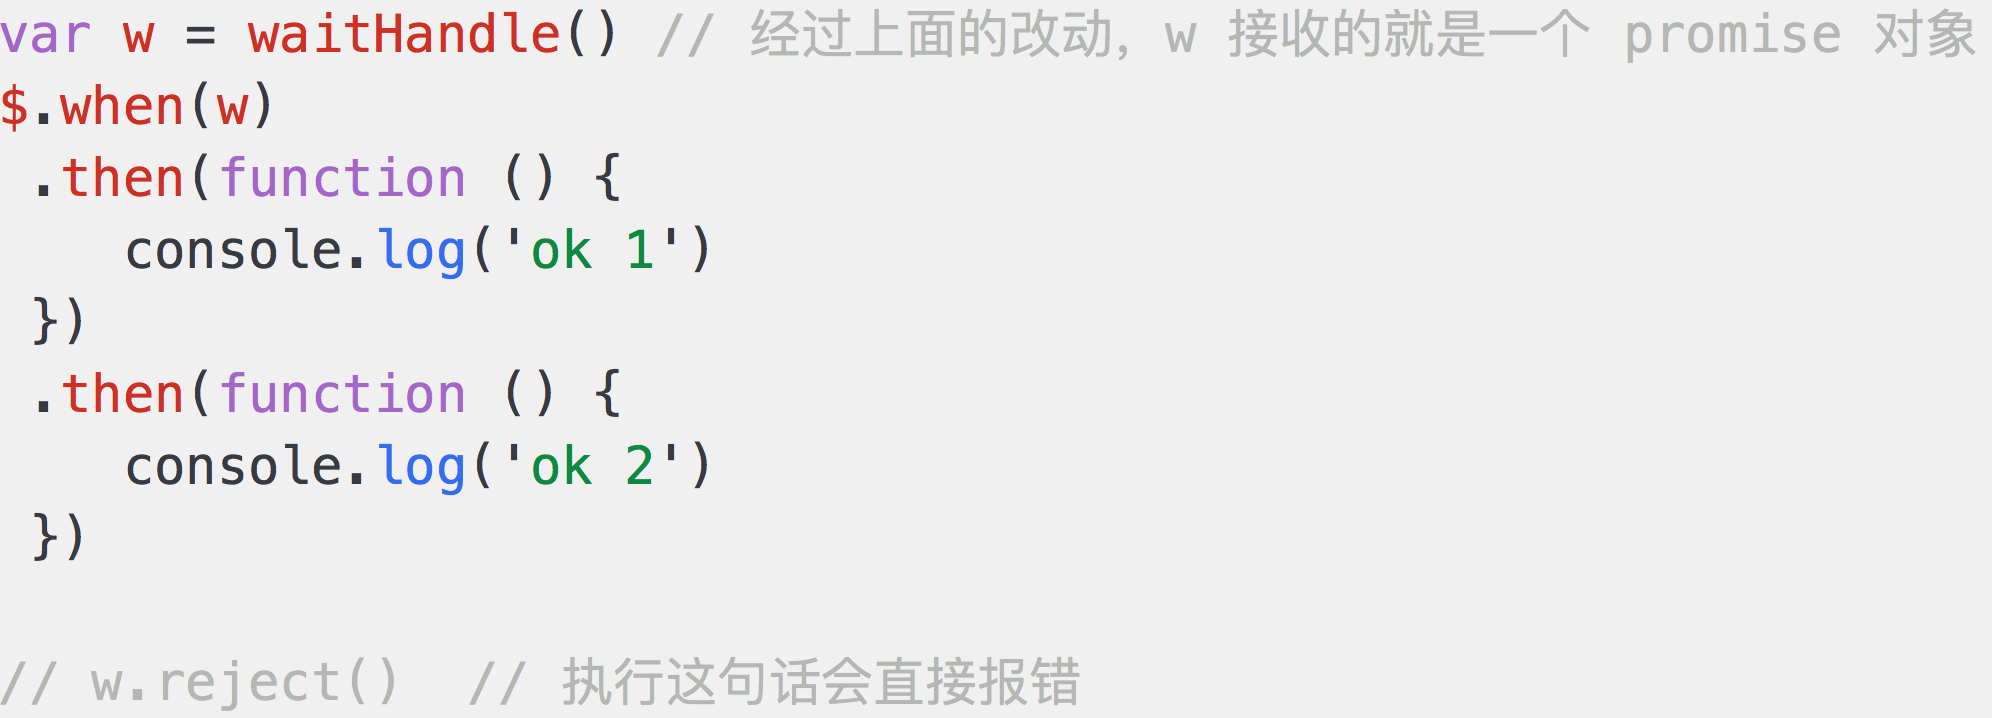 var w = waitHandle() // 经过上面的改动，w 接收的就是一个 promise 对象
$.when(w)
 .then(function () {
    console.log('ok 1')
 })
 .then(function () {
    console.log('ok 2')
 })

// w.reject()  // 执行这句话会直接报错